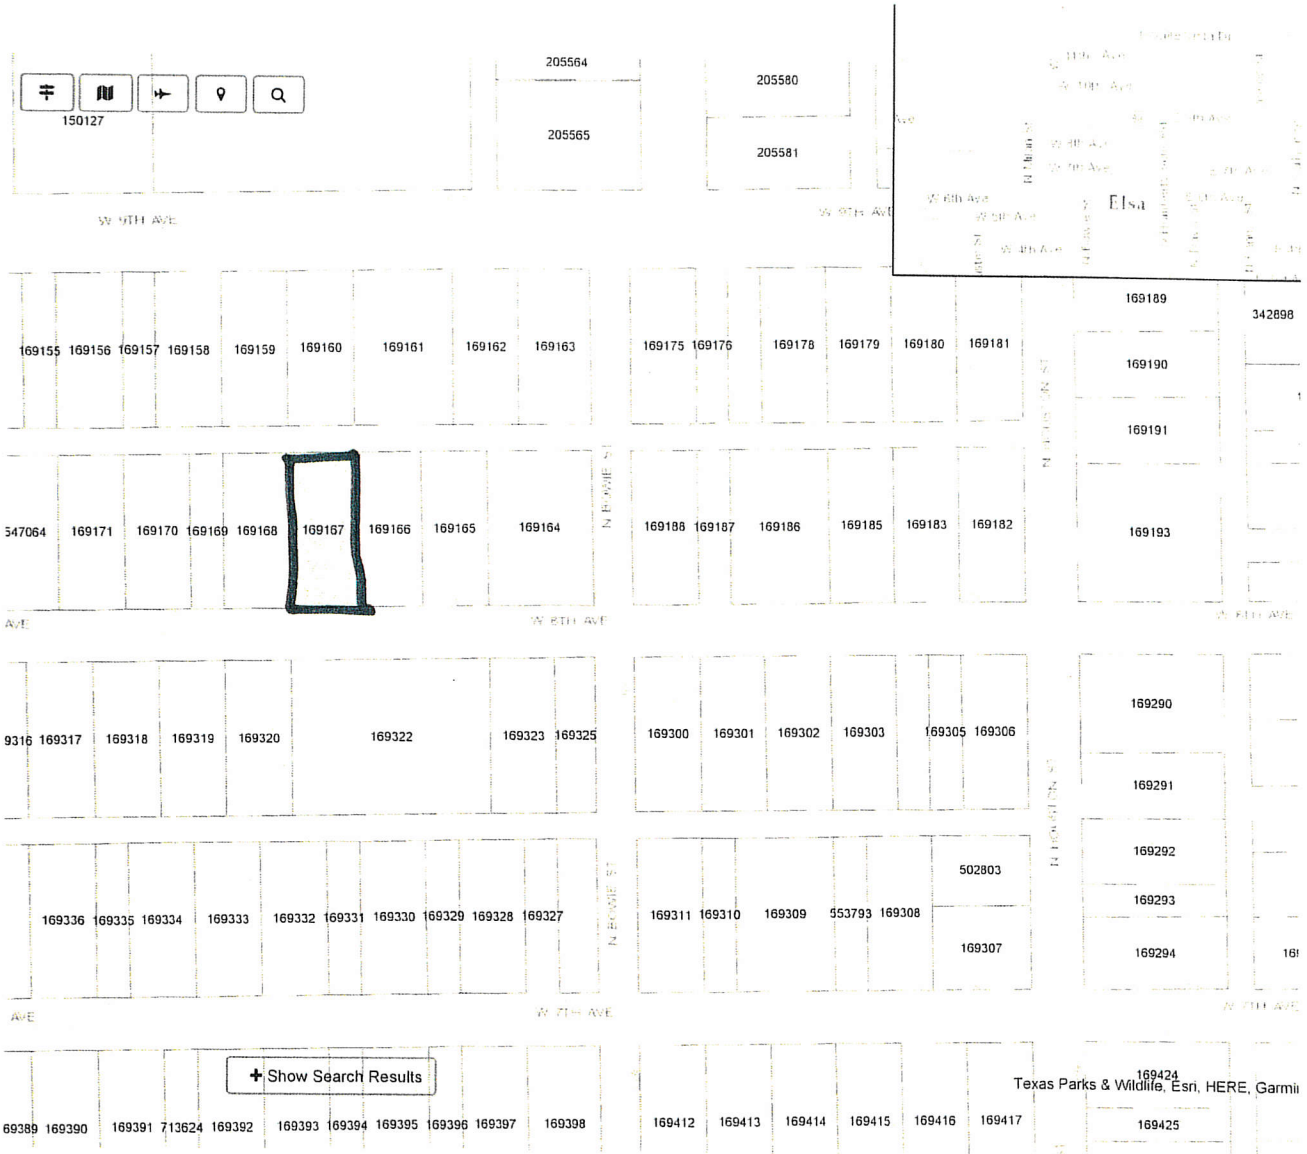 205564
205580
150127
205565
205581
W 9TH AVE
W 6th Ave
Elsa
169189
342898
169155 169156 169157 169158 169159 169160 169161 169162 169163
169175 169176 169178 169179 169180 169181
169190
169191
N BOWIE ST
547064 169171 169170 169169 169168 169167 169166 169165 169164
169188 169187 169186 169185 169183 169182
169193
AVE
W 8TH AVE
W 8TH AVE
169290
9316 169317 169318 169319 169320 169322 169323 169325
169300 169301 169302 169303 169305 169306
169291
N HOUSTON ST
169292
502803
169293
169336 169335 169334 169333 169332 169331 169330 169329 169328 169327
N BOWIE ST
169311 169310 169309 553793 169308
169307
169294
AVE
W 7TH AVE
W 7TH AVE
+ Show Search Results
169424
Texas Parks & Wildlife, Esri, HERE, Garmi
69389 169390 169391 713624 169392 169393 169394 169395 169396 169397 169398
169412 169413 169414 169415 169416 169417
169425